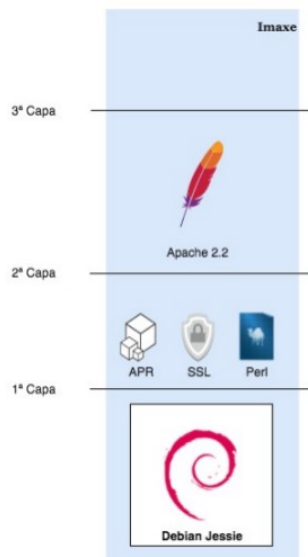 Imaxe
3ª Capa
Apache 2.2
2ª Capa
APR SSL Perl
1ª Capa
Debian Jessie